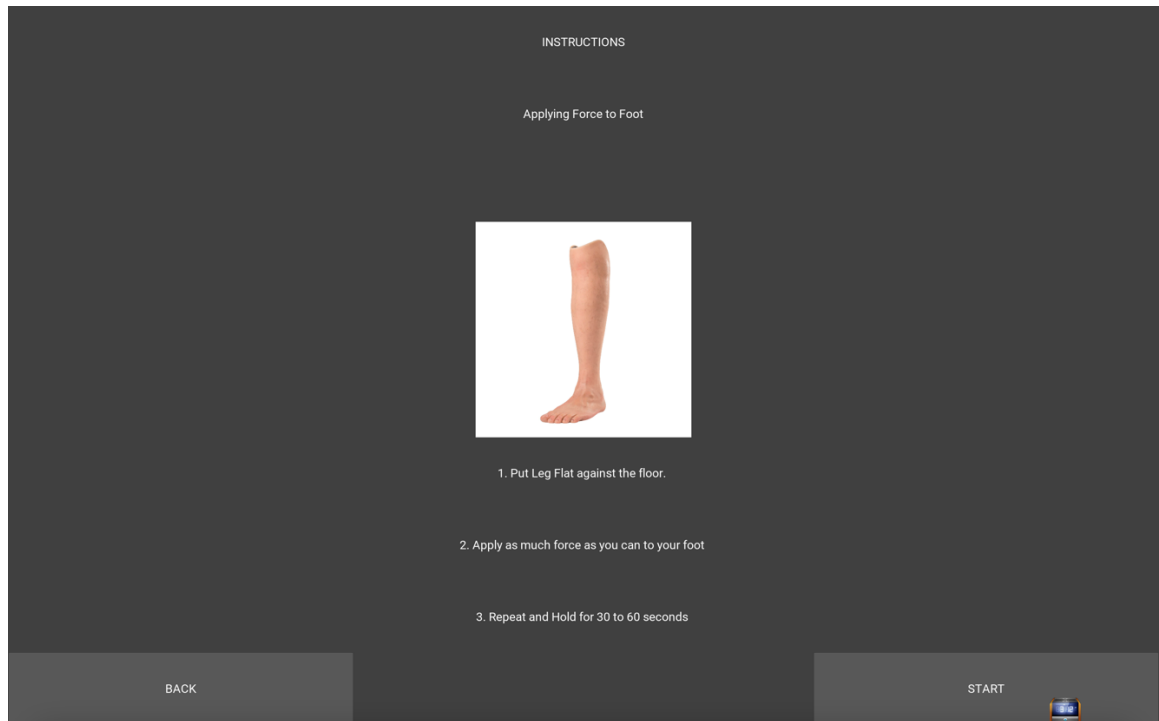 INSTRUCTIONS
Applying Force to Foot
1. Put Leg Flat against the floor.
2. Apply as much force as you can to your foot
3. Repeat and Hold for 30 to 60 seconds
BACK
START